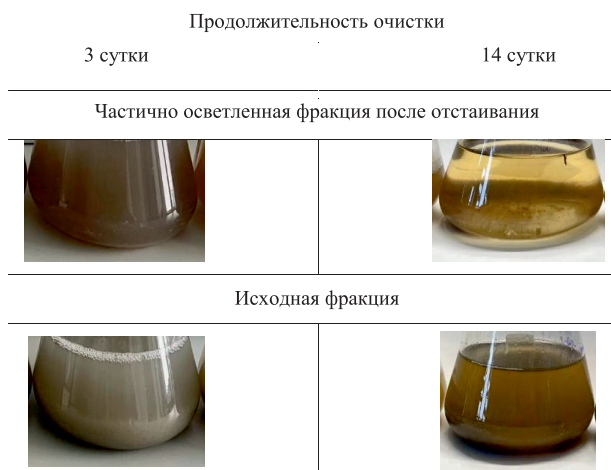 Продолжительность очистки
3 сутки 14 сутки
Частично осветленная фракция после отстаивания
Исходная фракция